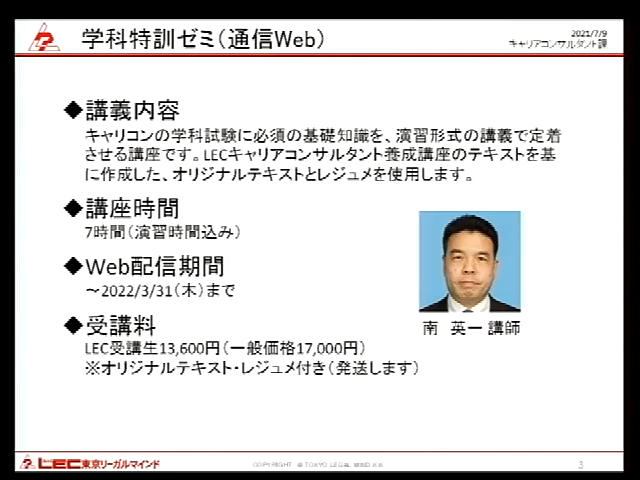 学科特訓ゼミ(通信Web)
2021/7/9
キャリアコンサルタント課
◆講義内容
キャリコンの学科試験に必須の基礎知識を、演習形式の講義で定着
させる講座です。LECキャリアコンサルタント養成講座のテキストを基
に作成した、オリジナルテキストとレジュメを使用します。
◆講座時間
7時間(演習時間込み)
◆Web配信期間
～2022/3/31(木)まで
◆受講料
LEC受講生13,600円(一般価格17,000円)
※オリジナルテキスト・レジュメ付き(発送します)
南 英一 講師
LEC東京リーガルマインド
COPYRIGHT © TOKYO LEGAL MIND K.K.
3